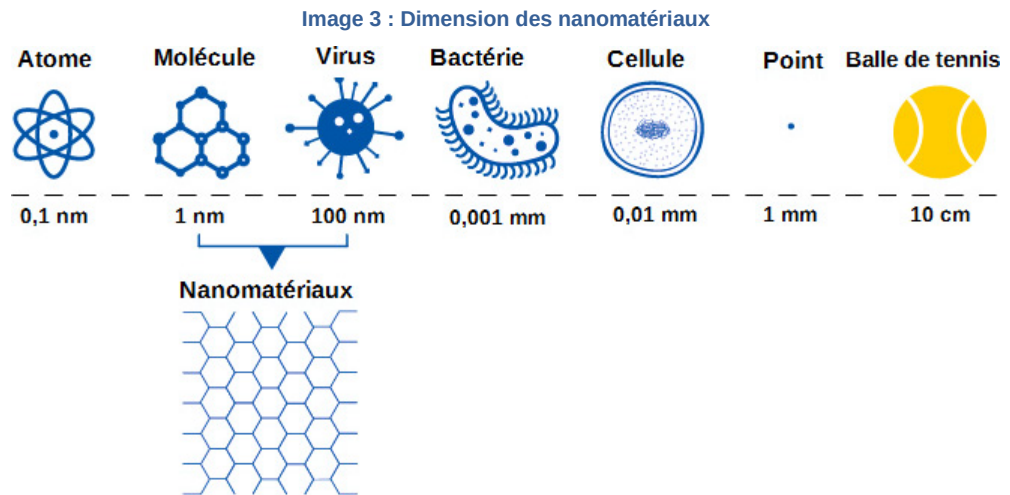 Image 3 : Dimension des nanomatériaux
Atome Molécule Virus Bactérie Cellule Point Balle de tennis
0,1 nm 1 nm 100 nm 0,001 mm 0,01 mm 1 mm 10 cm
Nanomatériaux